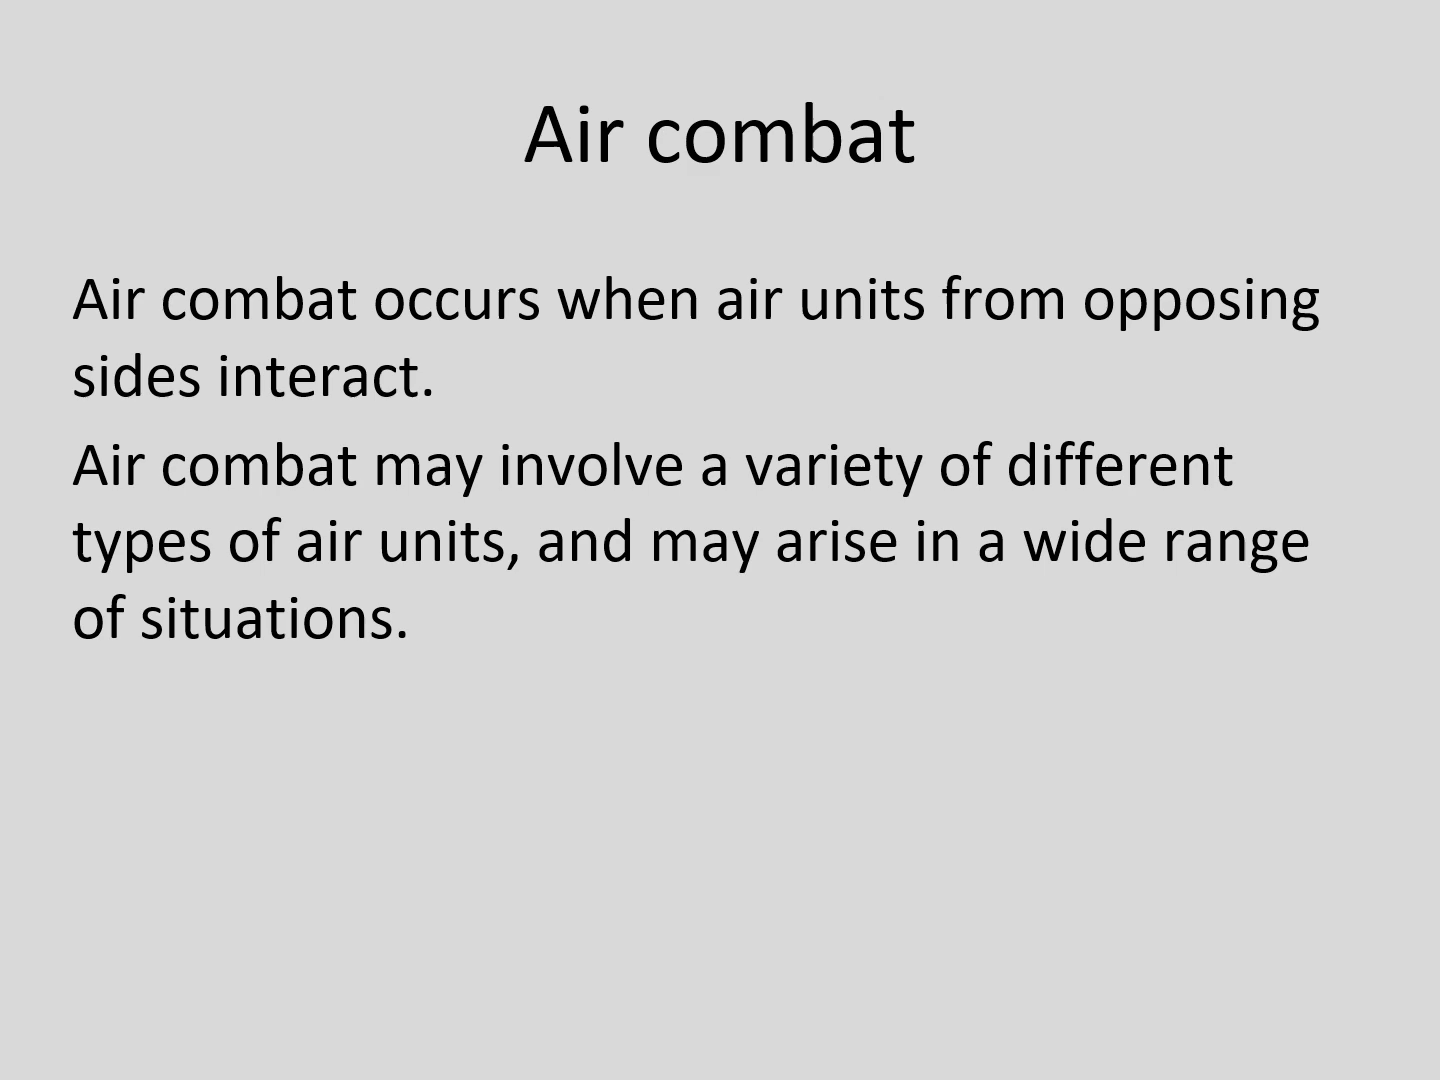 Air combat
Air combat occurs when air units from opposing
sides interact.
Air combat may involve a variety of different
types of air units, and may arise in a wide range
of situations.